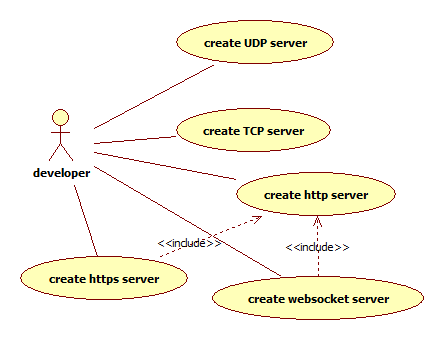 create UDP server
create TCP server
developer
create http server
<<include>>
<<include>>
create https server
create websocket server